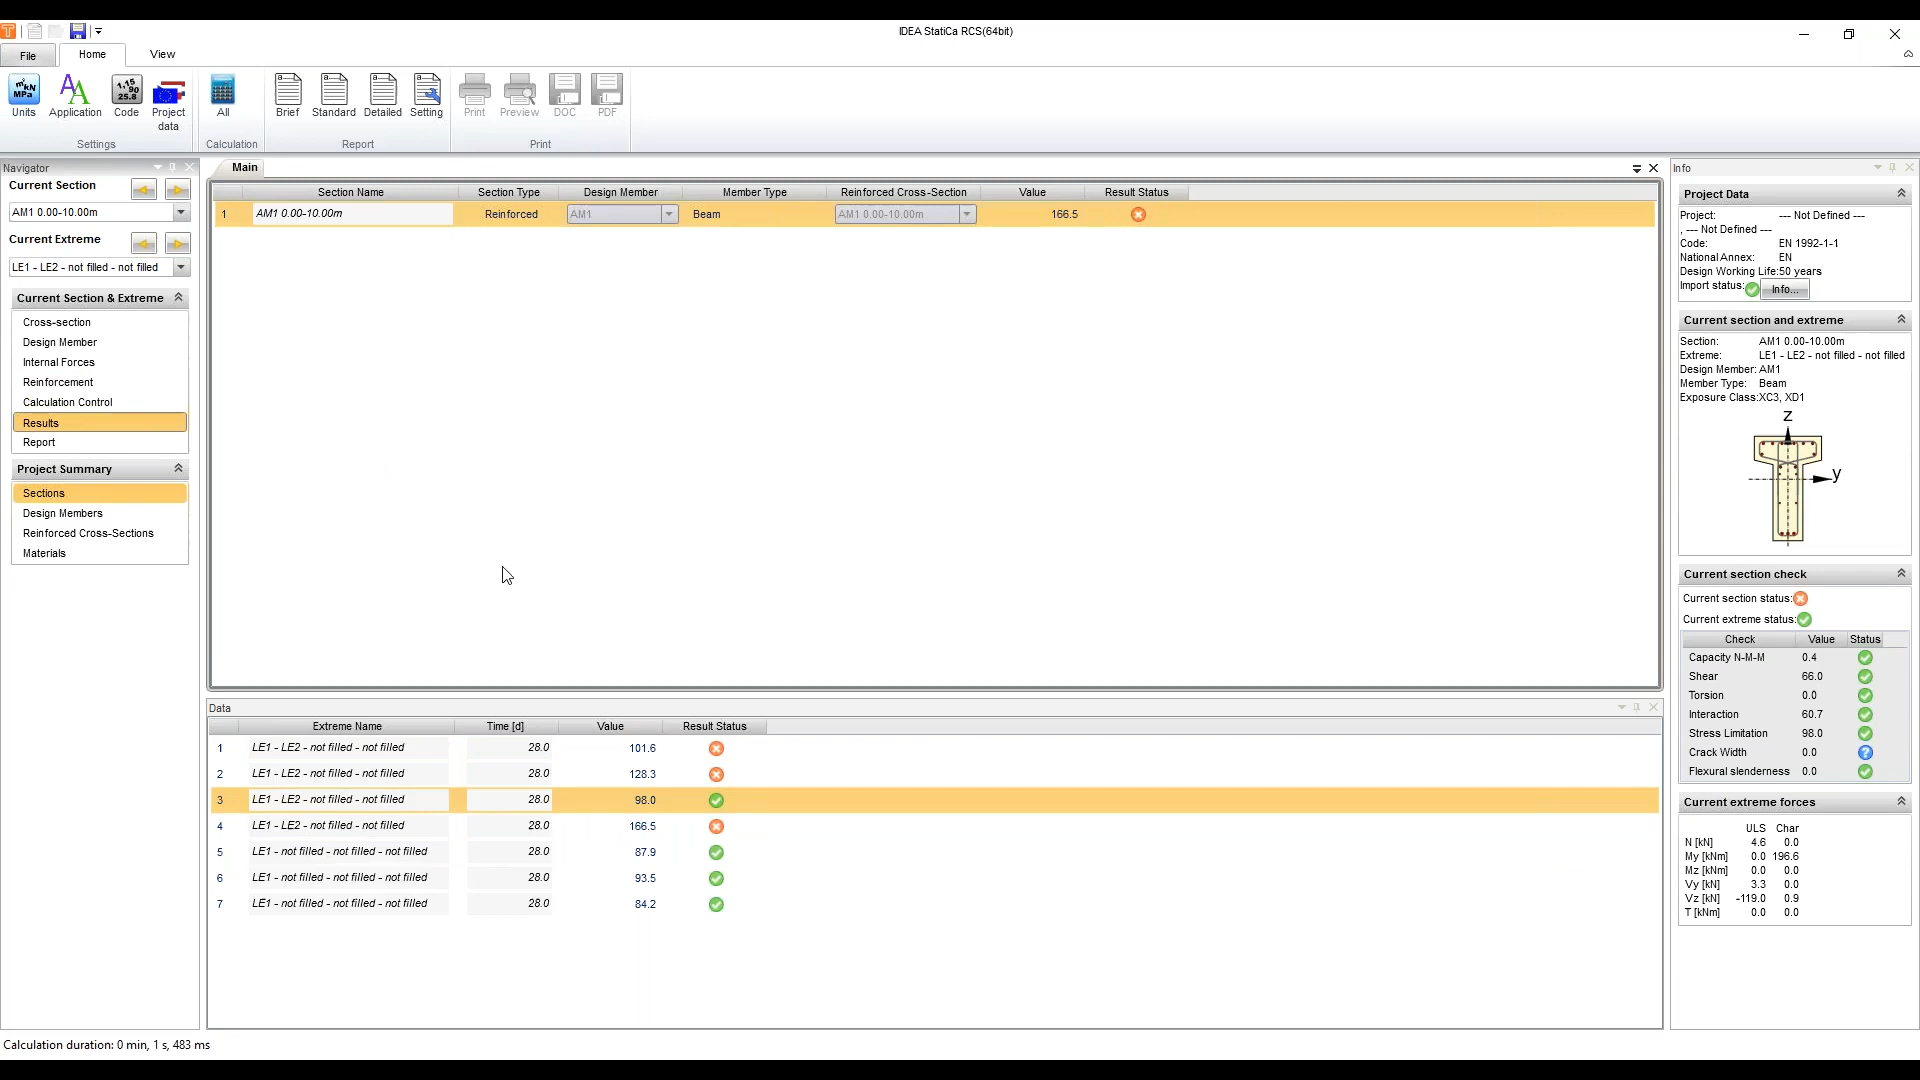 IDEA StatiCa RCS(64bit)
File Home View
Units Application Code Project data All Brief Standard Detailed Setting Print Preview DOC PDF
Settings Calculation Report Print
Navigator
Current Section
AM1 0.00-10.00m
Current Extreme
LE1 - LE2 - not filled - not filled
Current Section & Extreme
Cross-section
Design Member
Internal Forces
Reinforcement
Calculation Control
Results
Report
Project Summary
Sections
Design Members
Reinforced Cross-Sections
Materials
Main
Section Name Section Type Design Member Member Type Reinforced Cross-Section Value Result Status
1 AM1 0.00-10.00m Reinforced AM1 Beam AM1 0.00-10.00m 166.5
Data
Extreme Name Time [d] Value Result Status
1 LE1 - LE2 - not filled - not filled 28.0 101.6
2 LE1 - LE2 - not filled - not filled 28.0 128.3
3 LE1 - LE2 - not filled - not filled 28.0 98.0
4 LE1 - LE2 - not filled - not filled 28.0 166.5
5 LE1 - not filled - not filled - not filled 28.0 87.9
6 LE1 - not filled - not filled - not filled 28.0 93.5
7 LE1 - not filled - not filled - not filled 28.0 84.2
Info
Project Data
Project: --- Not Defined ---
, --- Not Defined ---
Code: EN 1992-1-1
National Annex: EN
Design Working Life:50 years
Import status: Info...
Current section and extreme
Section: AM1 0.00-10.00m
Extreme: LE1 - LE2 - not filled - not filled
Design Member: AM1
Member Type: Beam
Exposure Class:XC3, XD1
z
y
Current section check
Current section status:
Current extreme status:
Check Value Status
Capacity N-M-M 0.4
Shear 66.0
Torsion 0.0
Interaction 60.7
Stress Limitation 98.0
Crack Width 0.0
Flexural slenderness 0.0
Current extreme forces
ULS Char
N [kN] 4.6 0.0
My [kNm] 0.0 196.6
Mz [kNm] 0.0 0.0
Vy [kN] 3.3 0.0
Vz [kN] -119.0 0.9
T [kNm] 0.0 0.0
Calculation duration: 0 min, 1 s, 483 ms